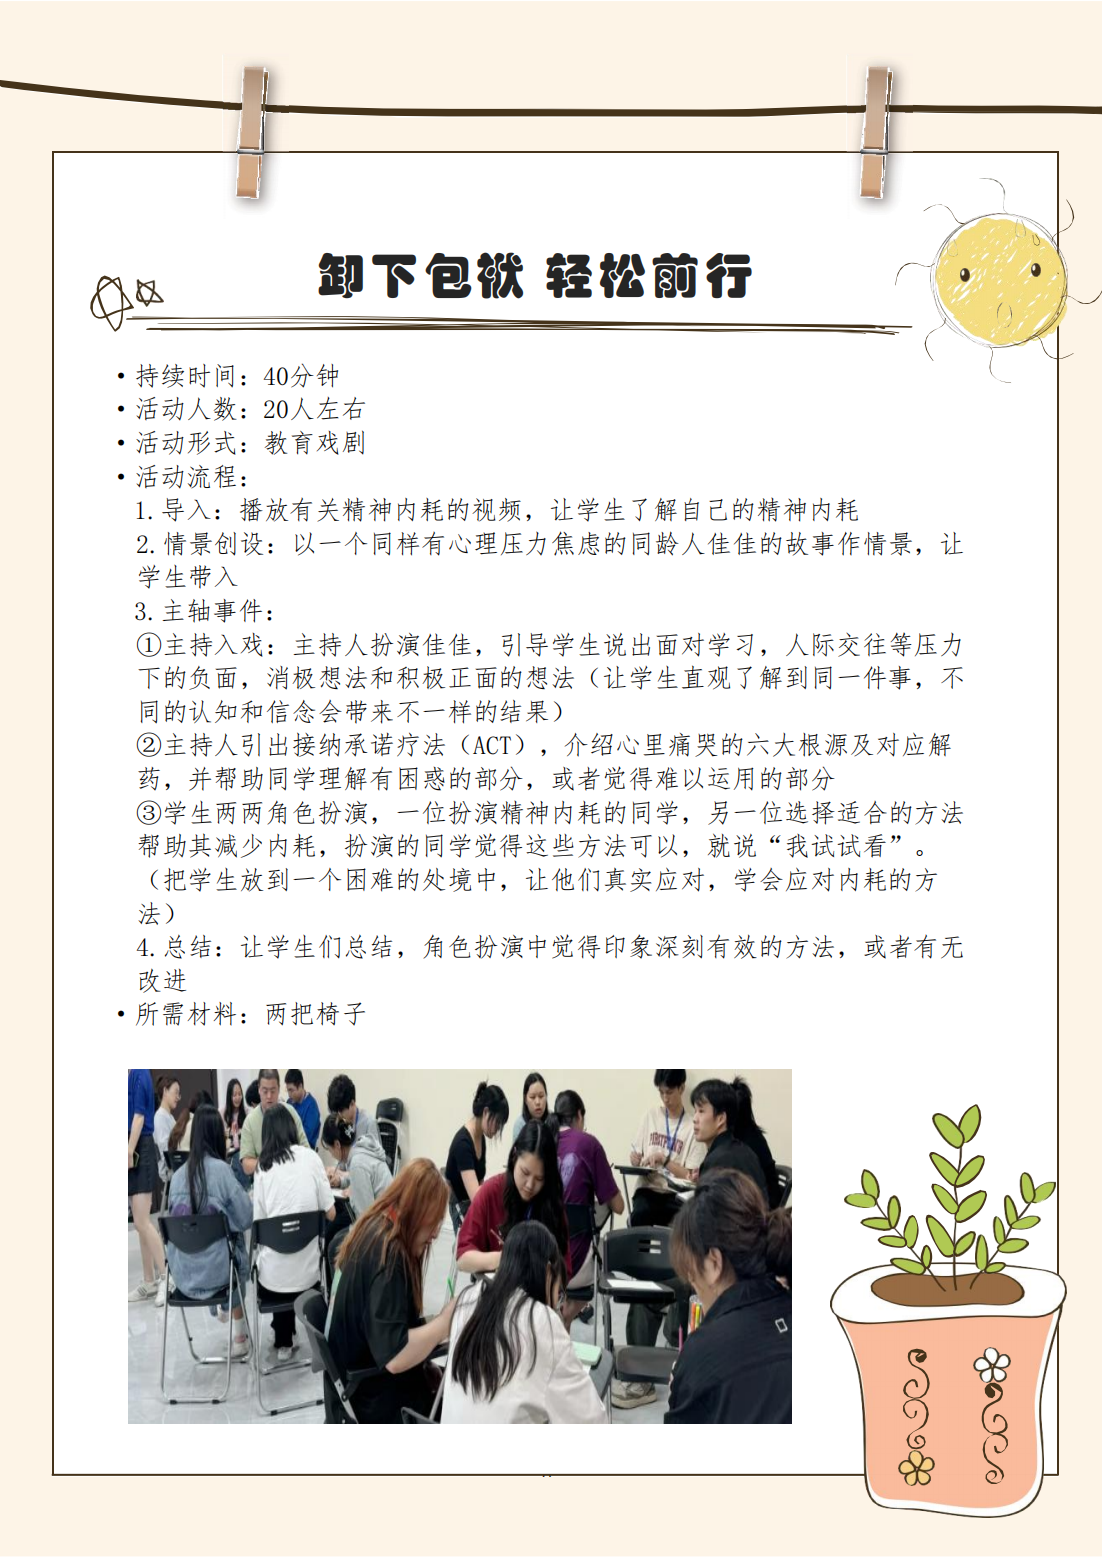 卸下包袱 轻松前行
•持续时间：40分钟
•活动人数：20人左右
•活动形式：教育戏剧
•活动流程：
1.导入：播放有关精神内耗的视频，让学生了解自己的精神内耗
2.情景创设：以一个同样有心理压力焦虑的同龄人佳佳的故事作情景，让
学生带入
3.主轴事件：
①主持入戏：主持人扮演佳佳，引导学生说出面对学习，人际交往等压力
下的负面，消极想法和积极正面的想法（让学生直观了解到同一件事，不
同的认知和信念会带来不一样的结果）
②主持人引出接纳承诺疗法（ACT），介绍心里痛哭的六大根源及对应解
药，并帮助同学理解有困惑的部分，或者觉得难以运用的部分
③学生两两角色扮演，一位扮演精神内耗的同学，另一位选择适合的方法
帮助其减少内耗，扮演的同学觉得这些方法可以，就说“我试试看”。
（把学生放到一个困难的处境中，让他们真实应对，学会应对内耗的方
法）
4.总结：让学生们总结，角色扮演中觉得印象深刻有效的方法，或者有无
改进
•所需材料：两把椅子